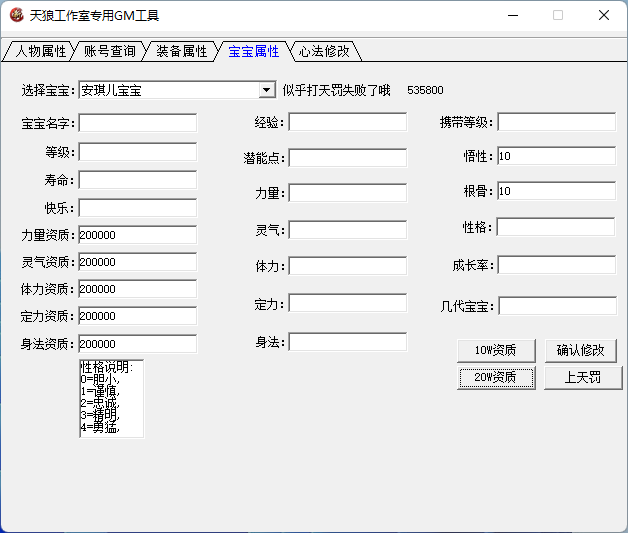 天狼工作室专用GM工具
人物属性 账号查询 装备属性 宝宝属性 心法修改
选择宝宝: 安琪儿宝宝 似乎打天罚失败了哦 535800
宝宝名字: 经验: 携带等级:
等级: 潜能点: 悟性: 10
寿命: 力量: 根骨: 10
快乐: 灵气: 性格:
力量资质: 200000
灵气资质: 200000 体力: 成长率:
体力资质: 200000
定力资质: 200000 定力: 几代宝宝:
身法资质: 200000 身法:
10W资质 确认修改
20W资质 上天罚
性格说明:
0=胆小,
1=谨慎,
2=忠诚,
3=精明,
4=勇猛,